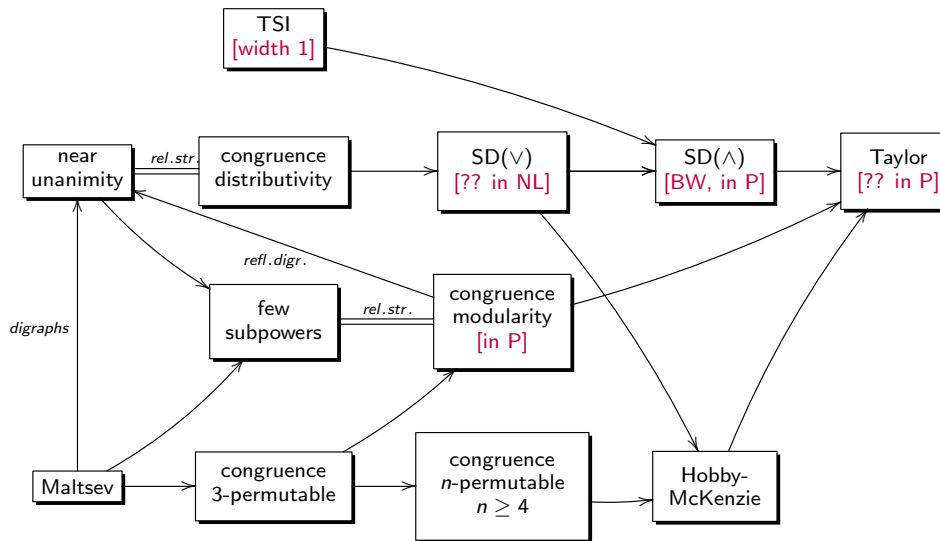 TSI
[width 1]
near
unanimity
rel.str.
congruence
distributivity
SD(∨)
[?? in NL]
SD(∧)
[BW, in P]
Taylor
[?? in P]
refl.digr.
digraphs
few
subpowers
rel.str.
congruence
modularity
[in P]
Maltsev
congruence
3-permutable
congruence
n-permutable
n ≥ 4
Hobby-
McKenzie